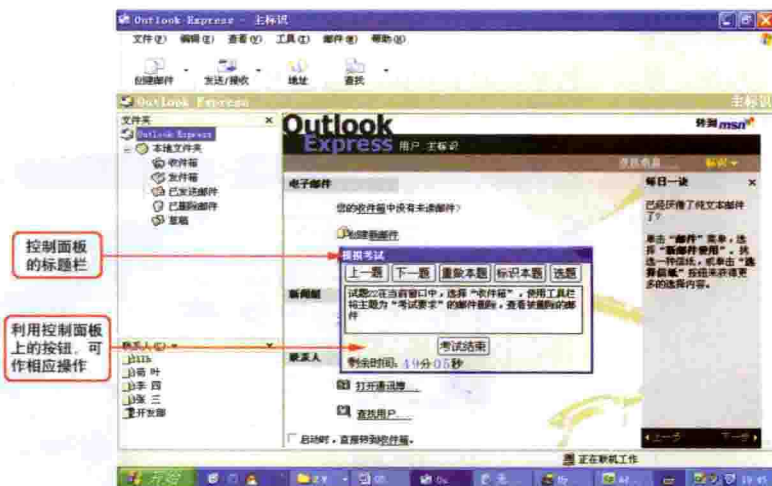 Outlook Express - 主标识
文件(F) 编辑(E) 查看(V) 工具(T) 邮件(M) 帮助(H)
创建邮件 发送/接收 地址 查找
Outlook Express 主标识
文件夹 ×
Outlook Express
本地文件夹
收件箱
发件箱
已发送邮件
已删除邮件
草稿
控制面板
的标题栏
利用控制面板
上的按钮,可
作相应操作
联系人(C) ×
荀 叶
李 四
张 三
开发部
Outlook
Express 用户 主标识
转到 msn
标识
电子邮件
您的收件箱中没有未读邮件?
创建新邮件
新闻组
联系人
打开通讯簿...
查找用户...
启动时,直接转到收件箱。
模拟考试
上一题 下一题 重做本题 标识本题 选题
在当前窗口中,选择“收件箱”,使用工具栏
将主题为“考试要求”的邮件删除,查看被删除的邮
件
考试结束
剩余时间: 49分05秒
每日一诀 ×
已经厌倦了纯文本邮件
了?
单击“邮件”菜单,选
择“新邮件使用”,挑
选一种信纸,或单击“选
择信纸”按钮来获得更
多的选择内容。
上一步 下一步
正在联机工作
开始